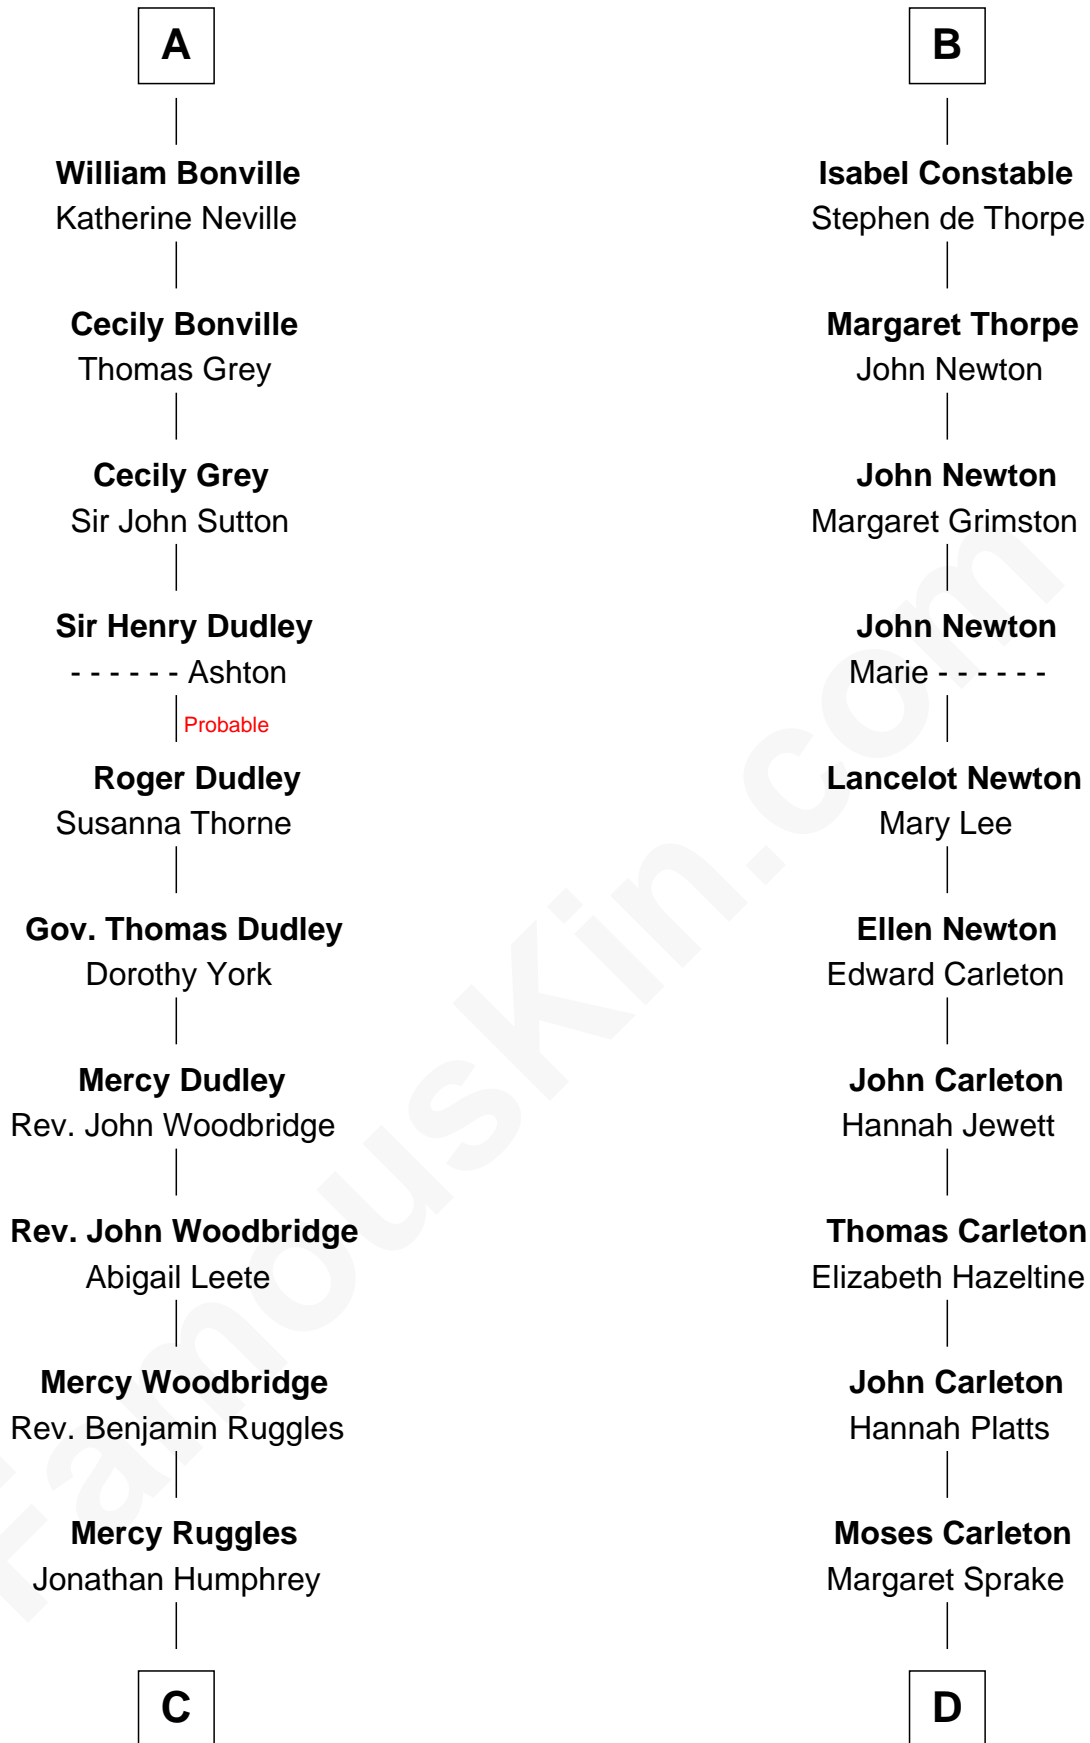 A
William Bonville
Katherine Neville
Cecily Bonville
Thomas Grey
Cecily Grey
Sir John Sutton
Sir Henry Dudley
- - - - - - Ashton
Probable
Roger Dudley
Susanna Thorne
Gov. Thomas Dudley
Dorothy York
Mercy Dudley
Rev. John Woodbridge
Rev. John Woodbridge
Abigail Leete
Mercy Woodbridge
Rev. Benjamin Ruggles
Mercy Ruggles
Jonathan Humphrey
C
B
Isabel Constable
Stephen de Thorpe
Margaret Thorpe
John Newton
John Newton
Margaret Grimston
John Newton
Marie - - - - - -
Lancelot Newton
Mary Lee
Ellen Newton
Edward Carleton
John Carleton
Hannah Jewett
Thomas Carleton
Elizabeth Hazeltine
John Carleton
Hannah Platts
Moses Carleton
Margaret Sprake
D
FamousKin.com